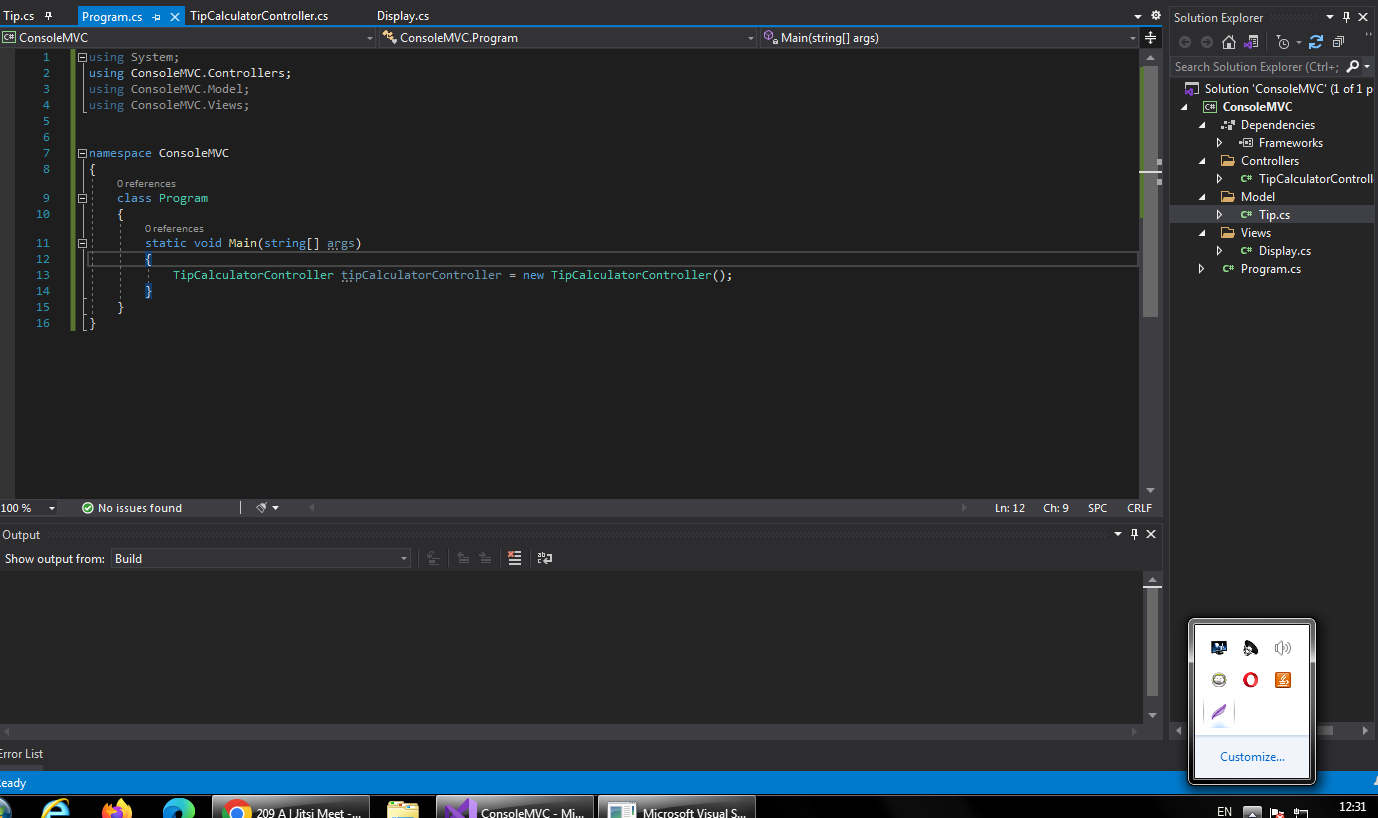 Tip.cs
Program.cs
TipCalculatorController.cs
Display.cs
ConsoleMVC
ConsoleMVC.Program
Main(string[] args)
1 using System;
2 using ConsoleMVC.Controllers;
3 using ConsoleMVC.Model;
4 using ConsoleMVC.Views;
5
6
7 namespace ConsoleMVC
8 {
0 references
9 class Program
10 {
0 references
11 static void Main(string[] args)
12 {
13 TipCalculatorController tipCalculatorController = new TipCalculatorController();
14 }
15 }
16 }
100 %
No issues found
Ln: 12 Ch: 9 SPC CRLF
Output
Show output from: Build
Error List
eady
Solution Explorer
Search Solution Explorer (Ctrl+;
Solution 'ConsoleMVC' (1 of 1 p
C# ConsoleMVC
Dependencies
Frameworks
Controllers
C# TipCalculatorControll
Model
C# Tip.cs
Views
C# Display.cs
C# Program.cs
Customize...
209 А | Jitsi Meet -...
ConsoleMVC - Mi...
Microsoft Visual S...
EN
12:31